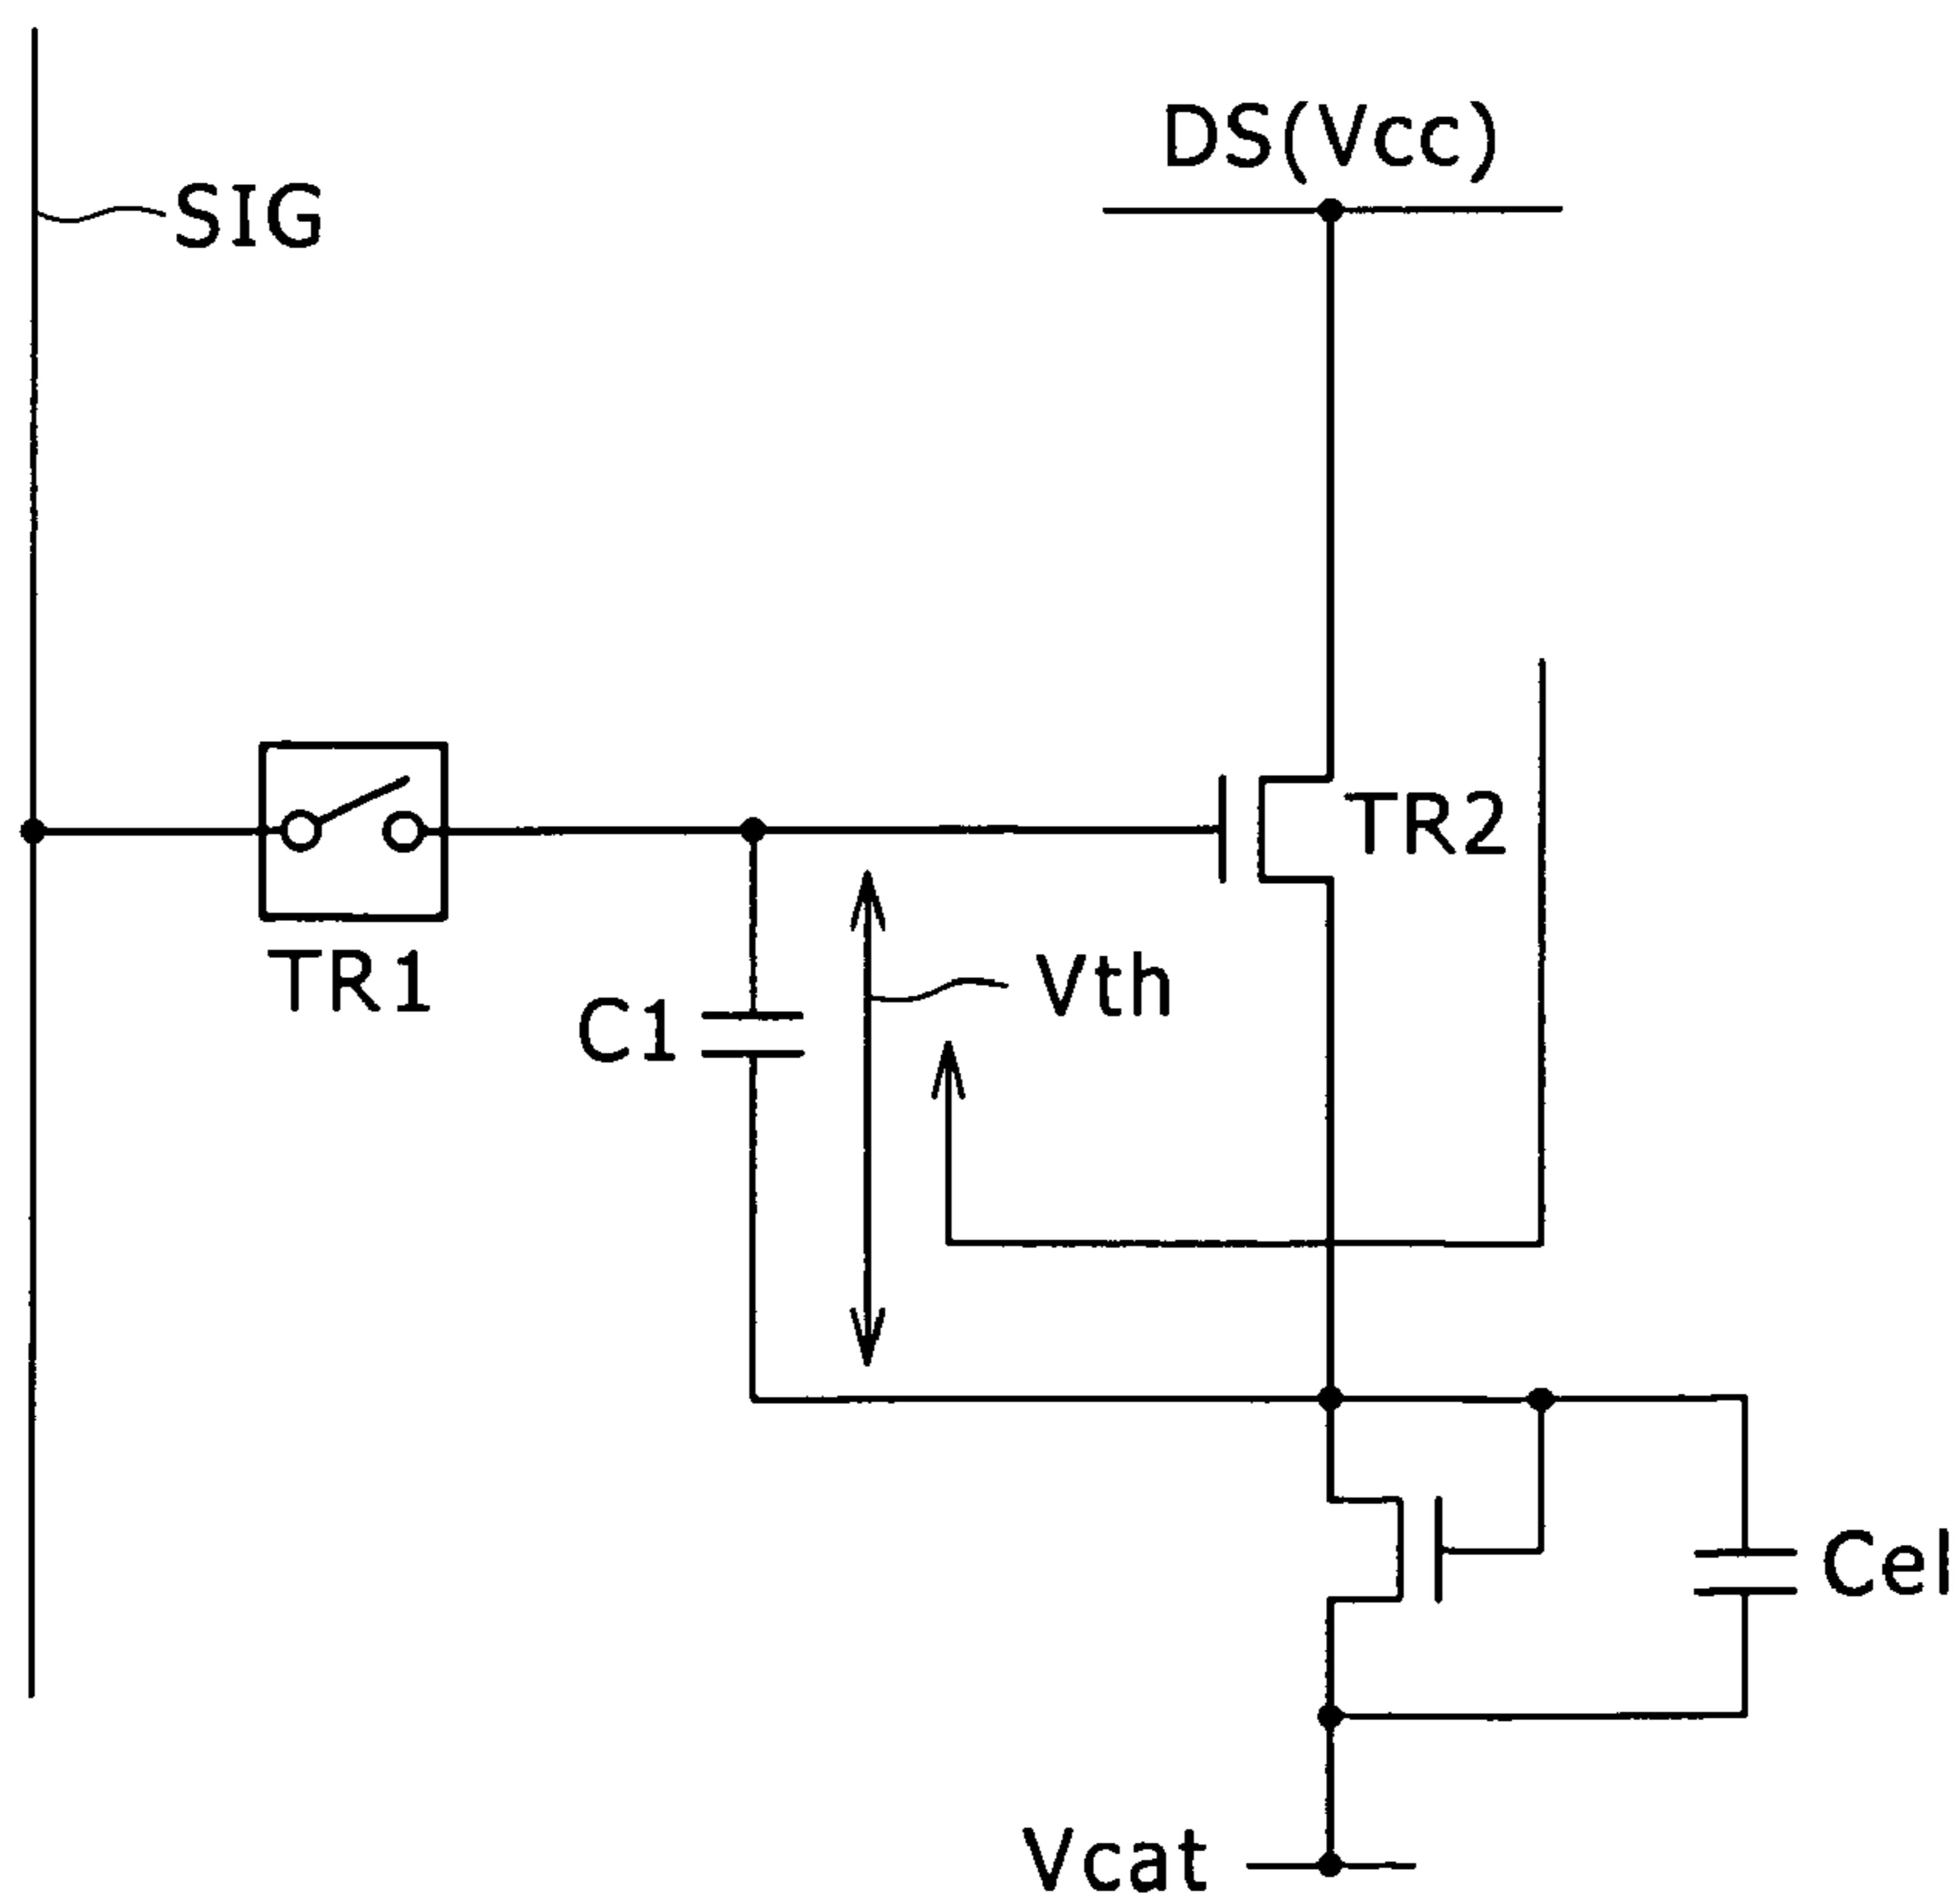 DS(Vcc)
SIG
TR2
TR1
Vth
C1
Cel
Vcat